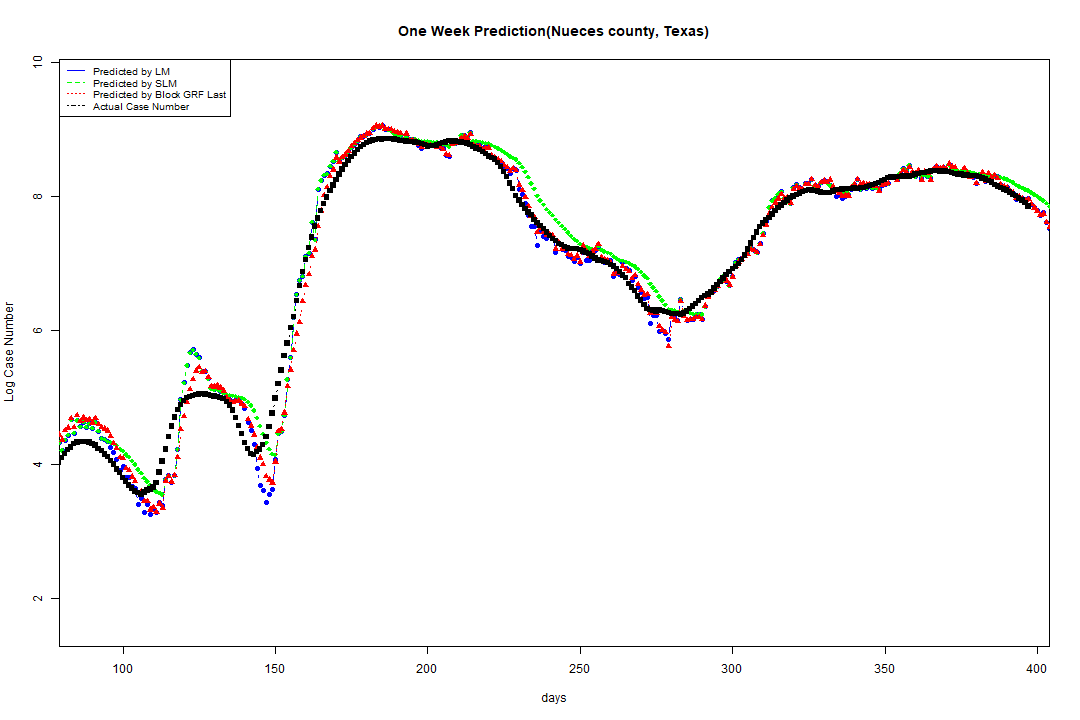 One Week Prediction(Nueces county, Texas)
Predicted by LM
Predicted by SLM
Predicted by Block GRF Last
Actual Case Number
Log Case Number
10
8
6
4
2
100 150 200 250 300 350 400
days